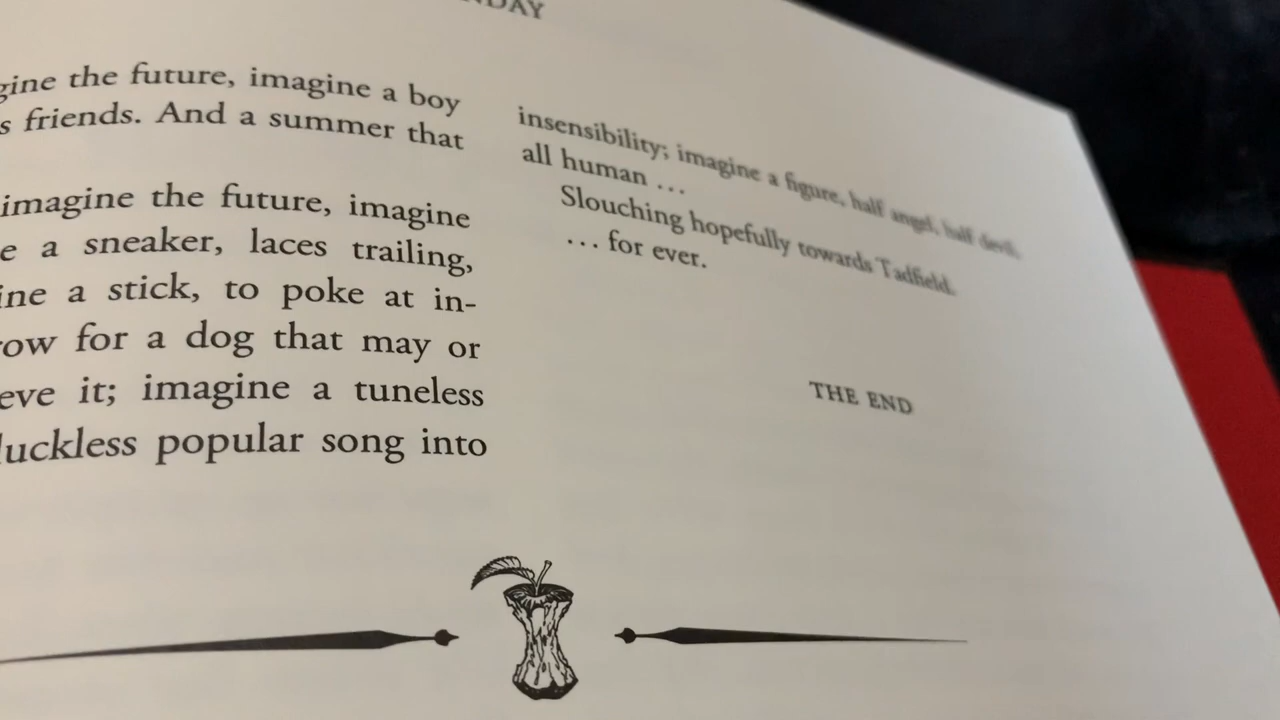 DAY
gine the future, imagine a boy
s friends. And a summer that
imagine the future, imagine
e a sneaker, laces trailing,
ine a stick, to poke at in-
ow for a dog that may or
eve it; imagine a tuneless
luckless popular song into
insensibility; imagine a figure, half angel, half devil,
all human ...
Slouching hopefully towards Tadfield.
... for ever.
THE END